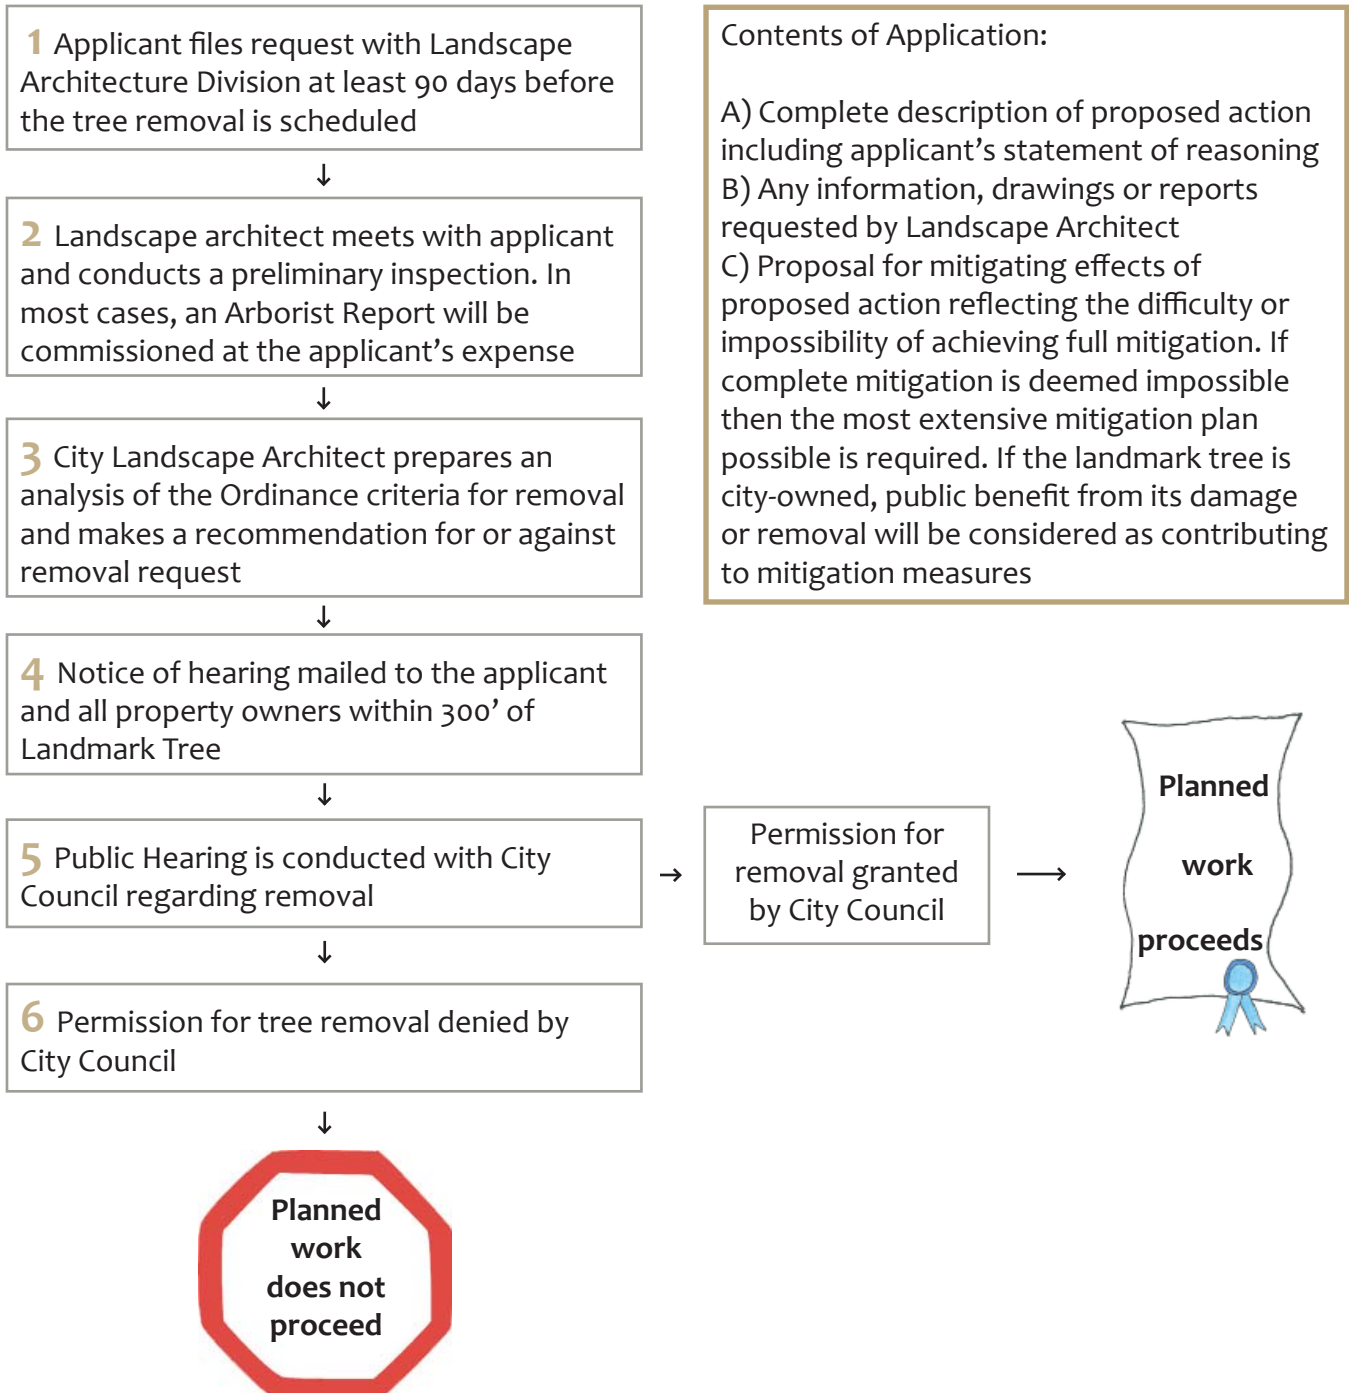 1 Applicant files request with Landscape
Architecture Division at least 90 days before
the tree removal is scheduled
↓
2 Landscape architect meets with applicant
and conducts a preliminary inspection. In
most cases, an Arborist Report will be
commissioned at the applicant’s expense
↓
3 City Landscape Architect prepares an
analysis of the Ordinance criteria for removal
and makes a recommendation for or against
removal request
↓
4 Notice of hearing mailed to the applicant
and all property owners within 300’ of
Landmark Tree
↓
5 Public Hearing is conducted with City
Council regarding removal
→
Permission for
removal granted
by City Council
→
Planned
work
proceeds
↓
6 Permission for tree removal denied by
City Council
↓
Planned
work
does not
proceed
Contents of Application:
A) Complete description of proposed action
including applicant’s statement of reasoning
B) Any information, drawings or reports
requested by Landscape Architect
C) Proposal for mitigating effects of
proposed action reflecting the difficulty or
impossibility of achieving full mitigation. If
complete mitigation is deemed impossible
then the most extensive mitigation plan
possible is required. If the landmark tree is
city-owned, public benefit from its damage
or removal will be considered as contributing
to mitigation measures